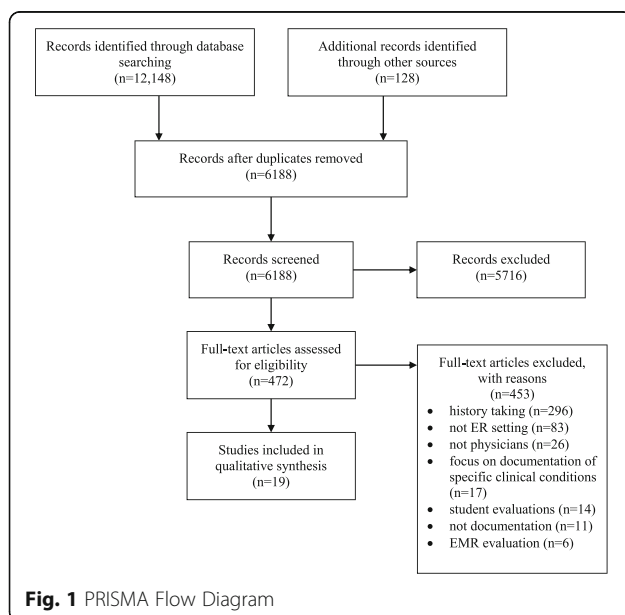 Records identified through database
searching
(n=12,148)
Additional records identified
through other sources
(n=128)
Records after duplicates removed
(n=6188)
Records screened
(n=6188)
Records excluded
(n=5716)
Full-text articles assessed
for eligibility
(n=472)
Full-text articles excluded,
with reasons
(n=453)
• history taking (n=296)
• not ER setting (n=83)
• not physicians (n=26)
• focus on documentation of
specific clinical conditions
(n=17)
• student evaluations (n=14)
• not documentation (n=11)
• EMR evaluation (n=6)
Studies included in
qualitative synthesis
(n=19)
Fig. 1 PRISMA Flow Diagram